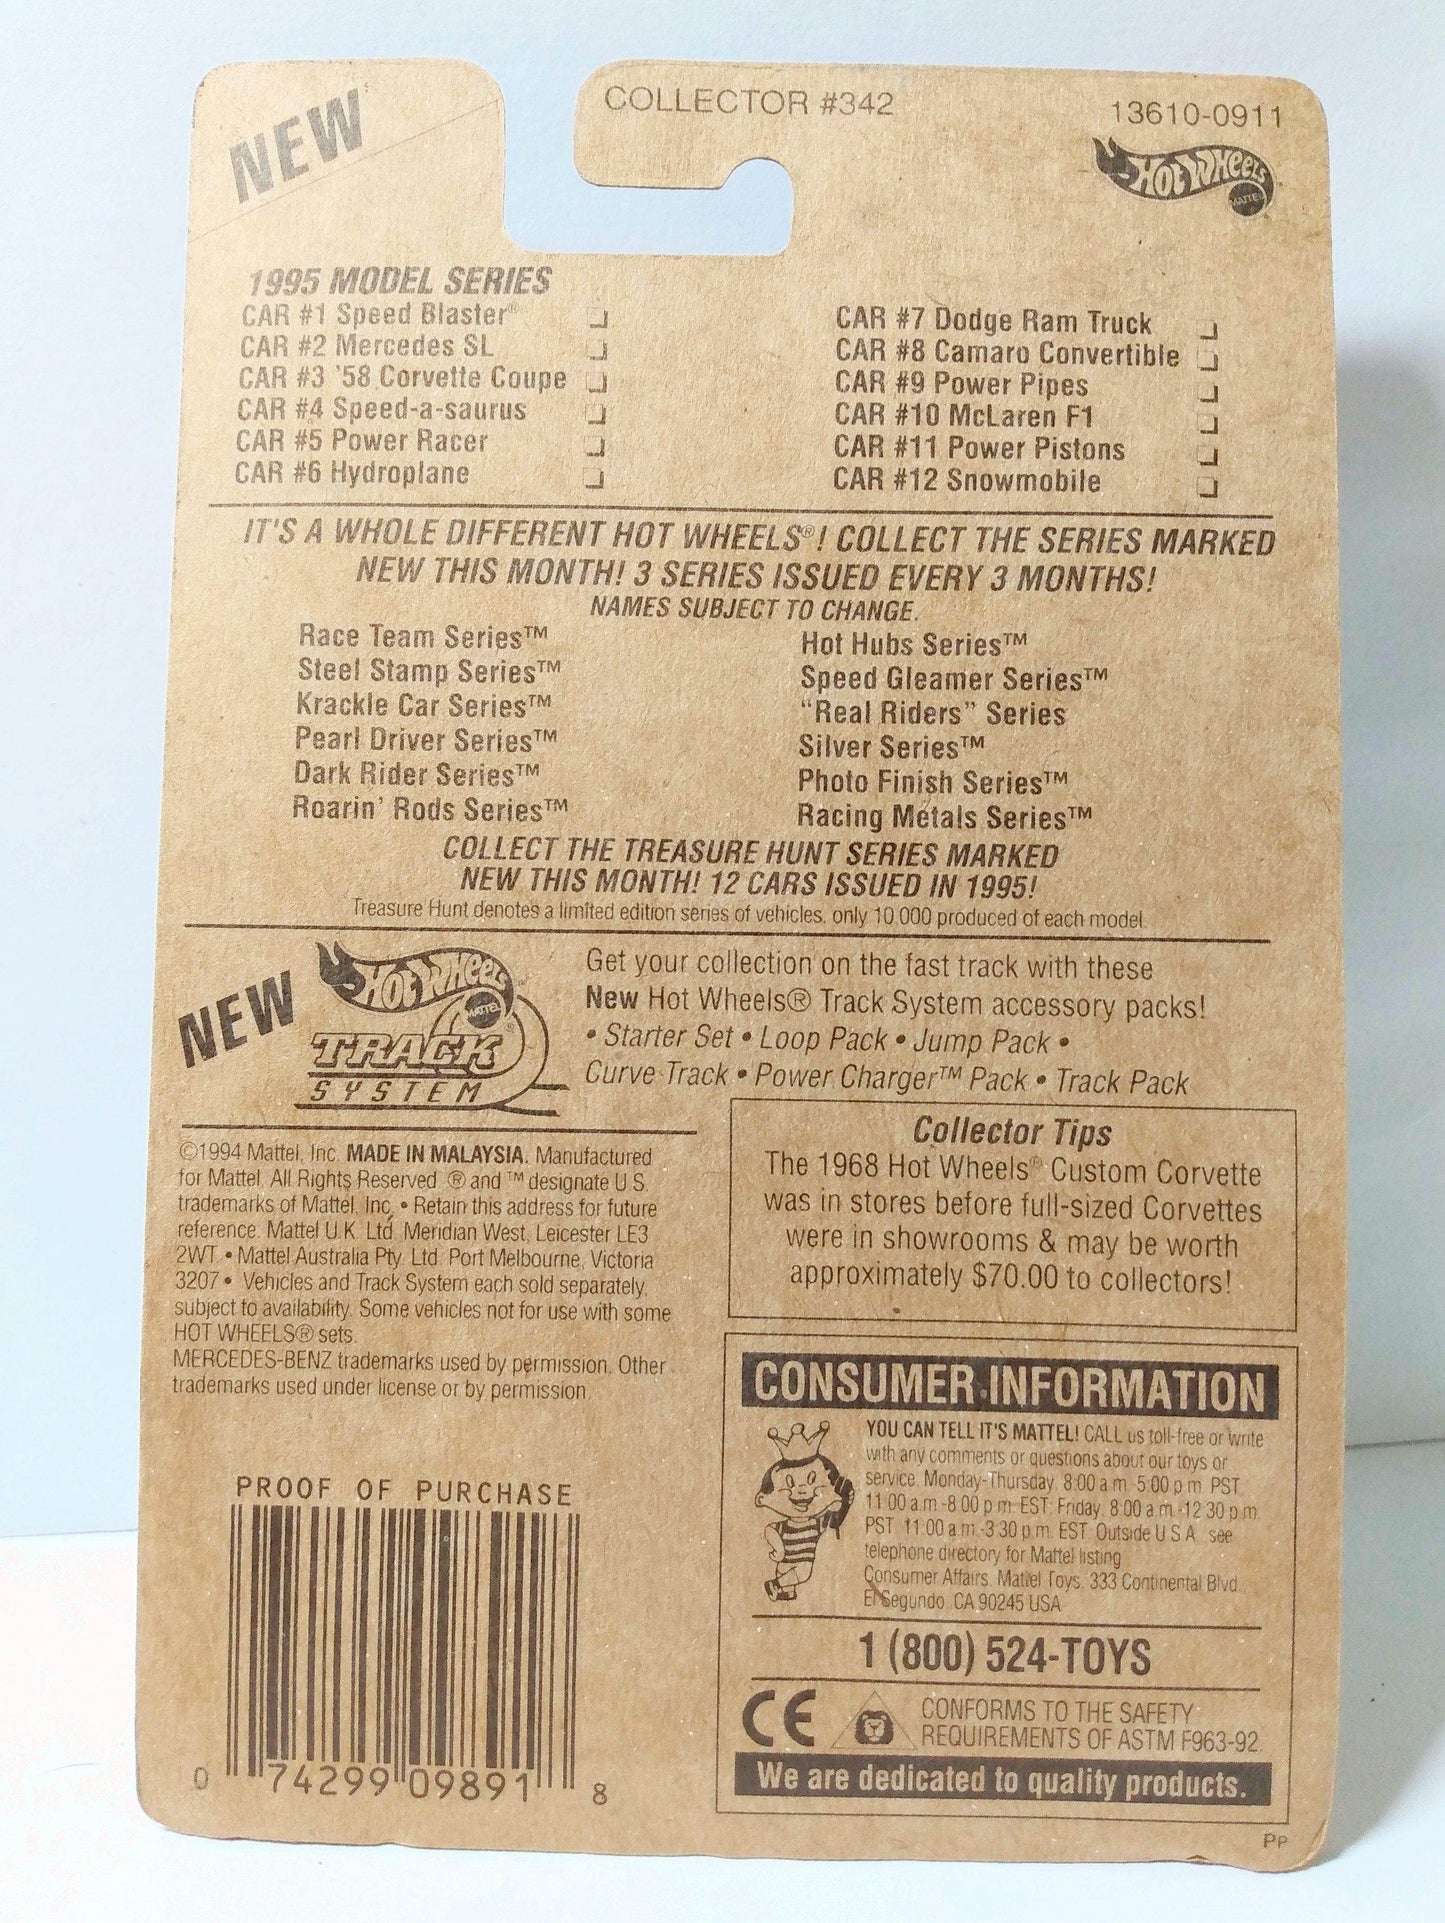 NEW
COLLECTOR #342
13610-0911
HOT WHEELS
MATTEL
1995 MODEL SERIES
CAR #1 Speed Blaster®
CAR #2 Mercedes SL
CAR #3 '58 Corvette Coupe
CAR #4 Speed-a-saurus
CAR #5 Power Racer
CAR #6 Hydroplane
CAR #7 Dodge Ram Truck
CAR #8 Camaro Convertible
CAR #9 Power Pipes
CAR #10 McLaren F1
CAR #11 Power Pistons
CAR #12 Snowmobile
IT'S A WHOLE DIFFERENT HOT WHEELS®! COLLECT THE SERIES MARKED
NEW THIS MONTH! 3 SERIES ISSUED EVERY 3 MONTHS!
NAMES SUBJECT TO CHANGE.
Race Team Series™
Steel Stamp Series™
Krackle Car Series™
Pearl Driver Series™
Dark Rider Series™
Roarin' Rods Series™
Hot Hubs Series™
Speed Gleamer Series™
"Real Riders" Series
Silver Series™
Photo Finish Series™
Racing Metals Series™
COLLECT THE TREASURE HUNT SERIES MARKED
NEW THIS MONTH! 12 CARS ISSUED IN 1995!
Treasure Hunt denotes a limited edition series of vehicles, only 10,000 produced of each model.
NEW
HOT WHEELS
MATTEL
TRACK
SYSTEM
Get your collection on the fast track with these
New Hot Wheels® Track System accessory packs!
• Starter Set • Loop Pack • Jump Pack •
Curve Track • Power Charger™ Pack • Track Pack
©1994 Mattel, Inc. MADE IN MALAYSIA. Manufactured
for Mattel. All Rights Reserved. ® and ™ designate U.S.
trademarks of Mattel, Inc. • Retain this address for future
reference: Mattel U.K. Ltd. Meridian West, Leicester LE3
2WT. • Mattel Australia Pty. Ltd. Port Melbourne, Victoria
3207 • Vehicles and Track System each sold separately,
subject to availability. Some vehicles not for use with some
HOT WHEELS® sets.
MERCEDES-BENZ trademarks used by permission. Other
trademarks used under license or by permission.
Collector Tips
The 1968 Hot Wheels® Custom Corvette
was in stores before full-sized Corvettes
were in showrooms & may be worth
approximately $70.00 to collectors!
CONSUMER INFORMATION
YOU CAN TELL IT'S MATTEL! CALL us toll-free or write
with any comments or questions about our toys or
service. Monday-Thursday, 8:00 a.m.-5:00 p.m. PST,
11:00 a.m.-8:00 p.m. EST; Friday, 8:00 a.m.-12:30 p.m.
PST, 11:00 a.m.-3:30 p.m. EST. Outside U.S.A., see
telephone directory for Mattel listing.
Consumer Affairs, Mattel Toys, 333 Continental Blvd.,
El Segundo, CA 90245 USA
1 (800) 524-TOYS
CE
CONFORMS TO THE SAFETY
REQUIREMENTS OF ASTM F963-92.
We are dedicated to quality products.
PROOF OF PURCHASE
0 74299 09891 8
PP